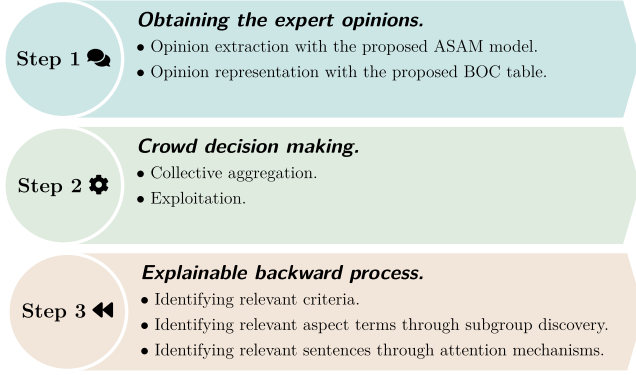 Step 1
Obtaining the expert opinions.
• Opinion extraction with the proposed ASAM model.
• Opinion representation with the proposed BOC table.
Step 2
Crowd decision making.
• Collective aggregation.
• Exploitation.
Step 3
Explainable backward process.
• Identifying relevant criteria.
• Identifying relevant aspect terms through subgroup discovery.
• Identifying relevant sentences through attention mechanisms.